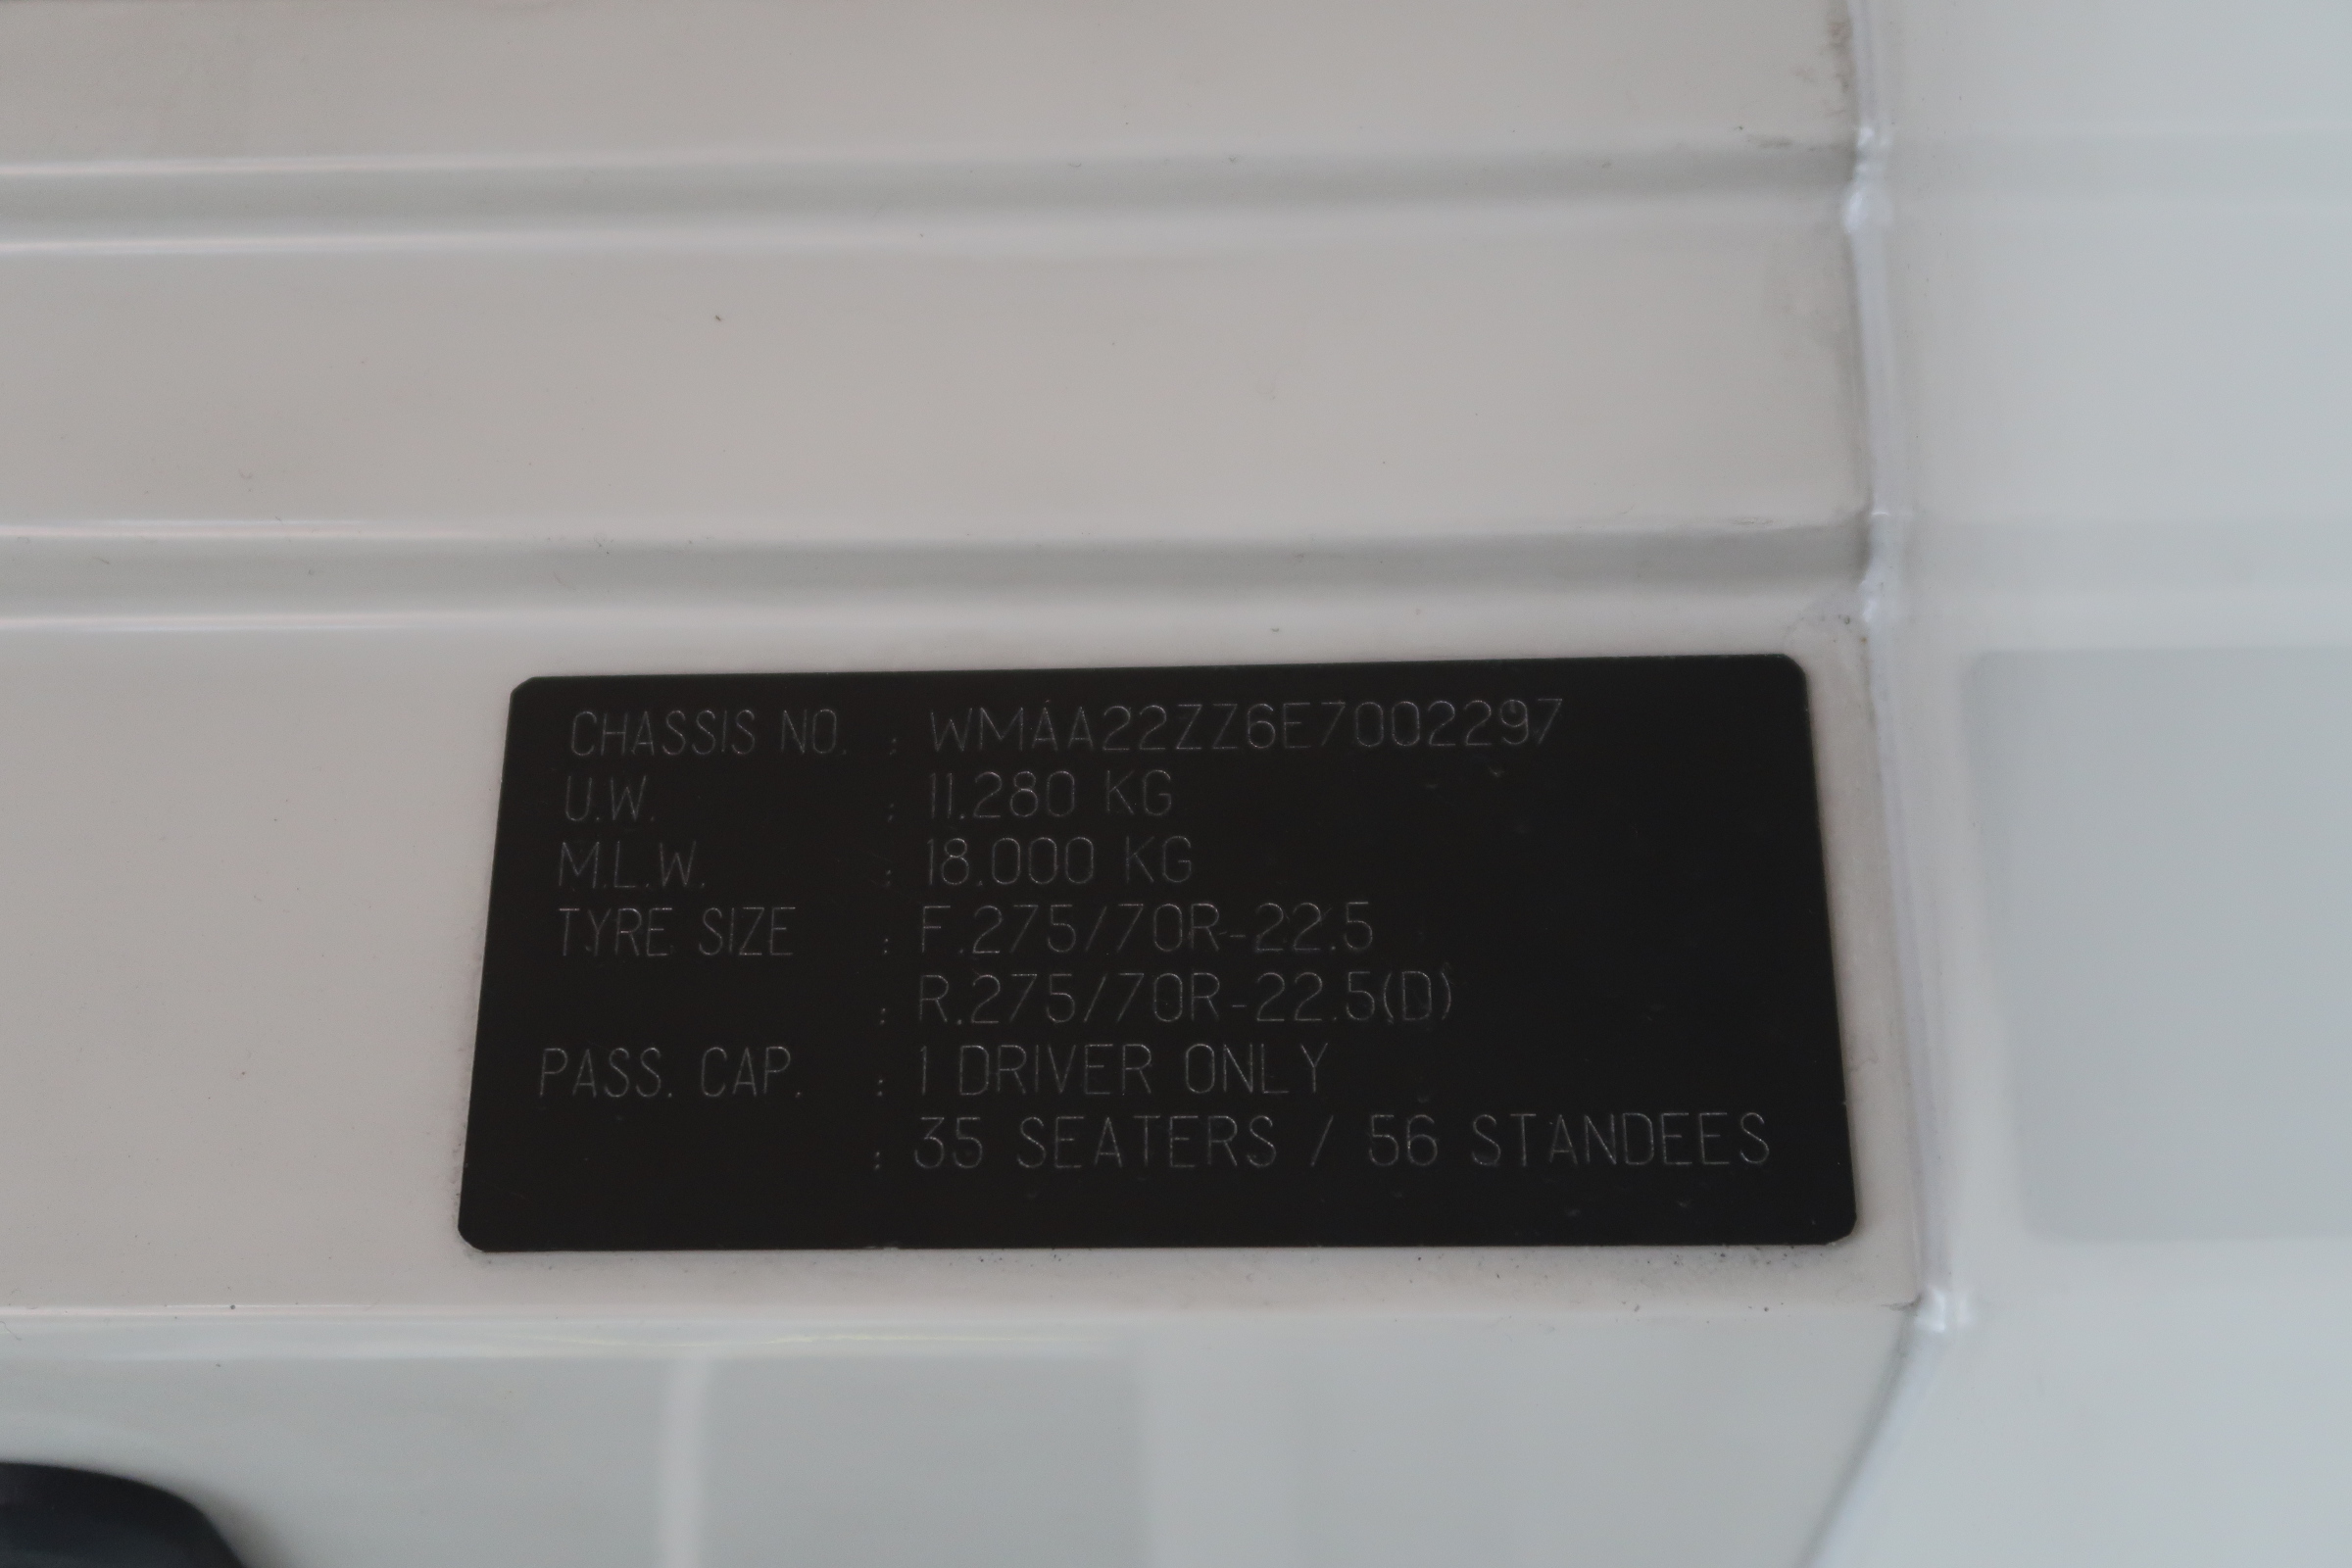 CHASSIS NO. : WMAA22ZZ6E7002297
U.W. : 11.280 KG
M.L.W. : 18.000 KG
TYRE SIZE : F.275/70R-22.5
: R.275/70R-22.5(D)
PASS. CAP. : 1 DRIVER ONLY
: 35 SEATERS / 56 STANDEES